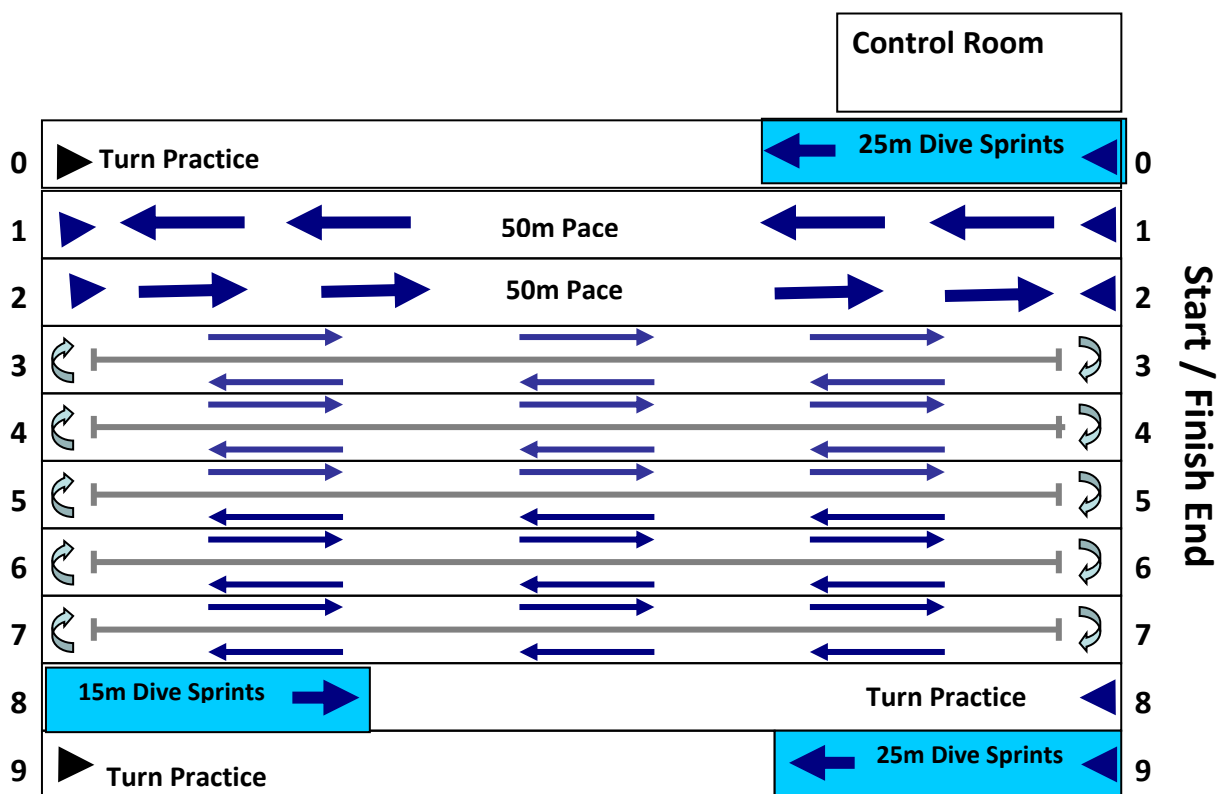 Control Room
0 Turn Practice 25m Dive Sprints 0
1 50m Pace 1
2 50m Pace 2
3 3
4 4
5 5
6 6
7 7
8 15m Dive Sprints Turn Practice 8
9 Turn Practice 25m Dive Sprints 9
Start / Finish End